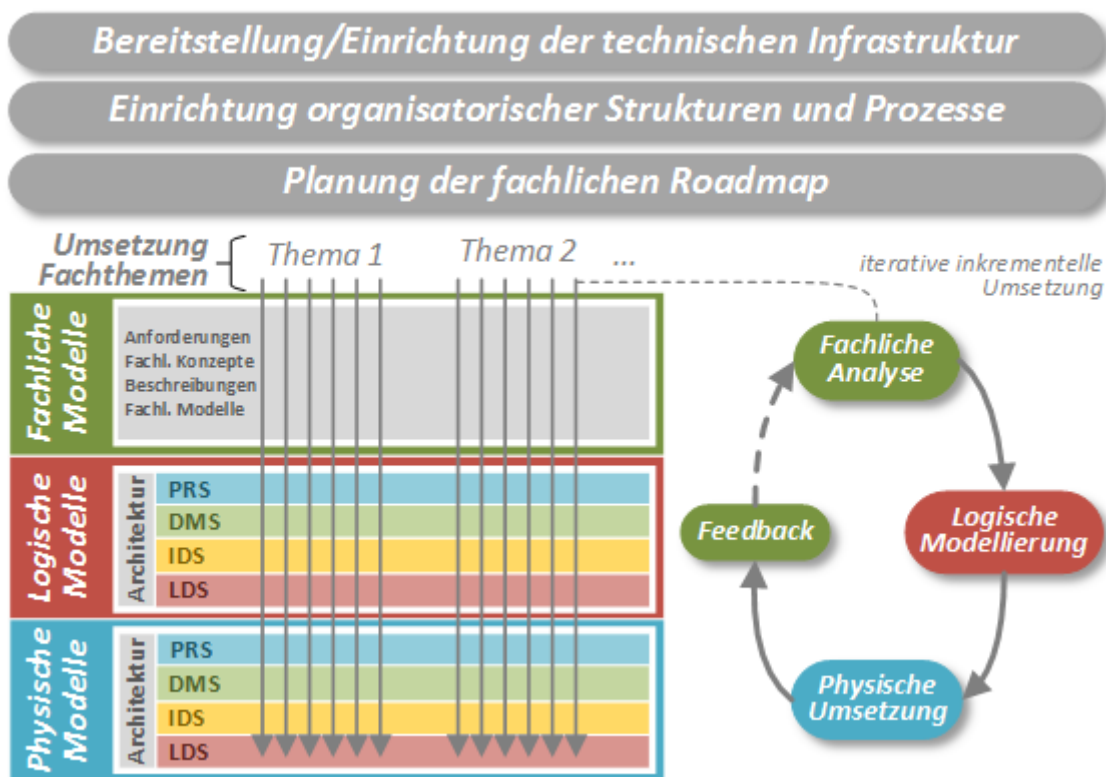 Bereitstellung/Einrichtung der technischen Infrastruktur
Einrichtung organisatorischer Strukturen und Prozesse
Planung der fachlichen Roadmap
Umsetzung
Fachthemen
Thema 1
Thema 2
...
iterative inkrementelle
Umsetzung
Fachliche
Modelle
Anforderungen
Fachl. Konzepte
Beschreibungen
Fachl. Modelle
Logische
Modelle
Architektur
PRS
DMS
IDS
LDS
Physische
Modelle
Architektur
PRS
DMS
IDS
LDS
Fachliche
Analyse
Logische
Modellierung
Physische
Umsetzung
Feedback